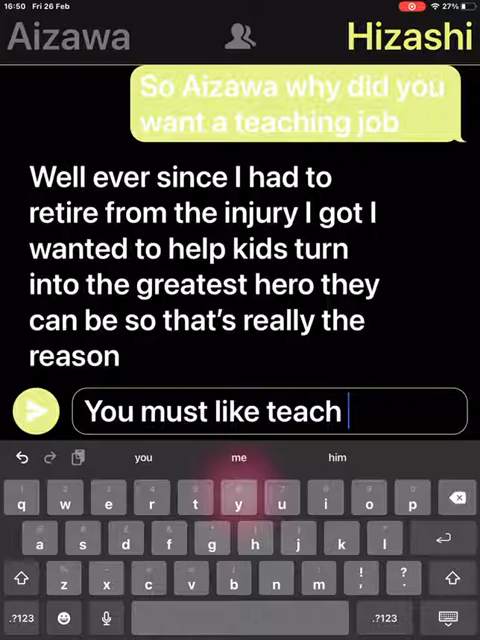 16:50 Fri 26 Feb 27%
Aizawa Hizashi
So Aizawa why did you
want a teaching job
Well ever since I had to
retire from the injury I got I
wanted to help kids turn
into the greatest hero they
can be so that's really the
reason
You must like teach
you me him
q w e r t y u i o p
a s d f g h j k l
z x c v b n m ! , ? .
.?123 .?123